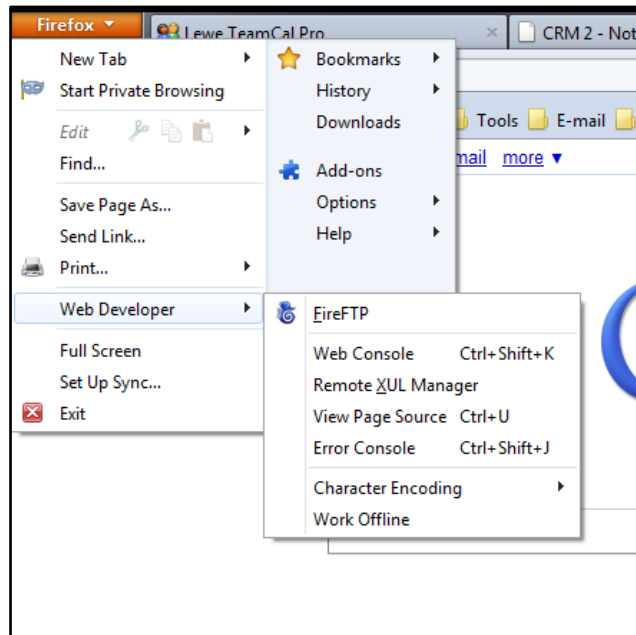 Firefox
Lewe TeamCal Pro
CRM 2 - Not
New Tab
Start Private Browsing
Edit
Find...
Save Page As...
Send Link...
Print...
Web Developer
Full Screen
Set Up Sync...
Exit
Bookmarks
History
Downloads
Add-ons
Options
Help
Tools
E-mail
mail more ▼
FireFTP
Web Console Ctrl+Shift+K
Remote XUL Manager
View Page Source Ctrl+U
Error Console Ctrl+Shift+J
Character Encoding
Work Offline